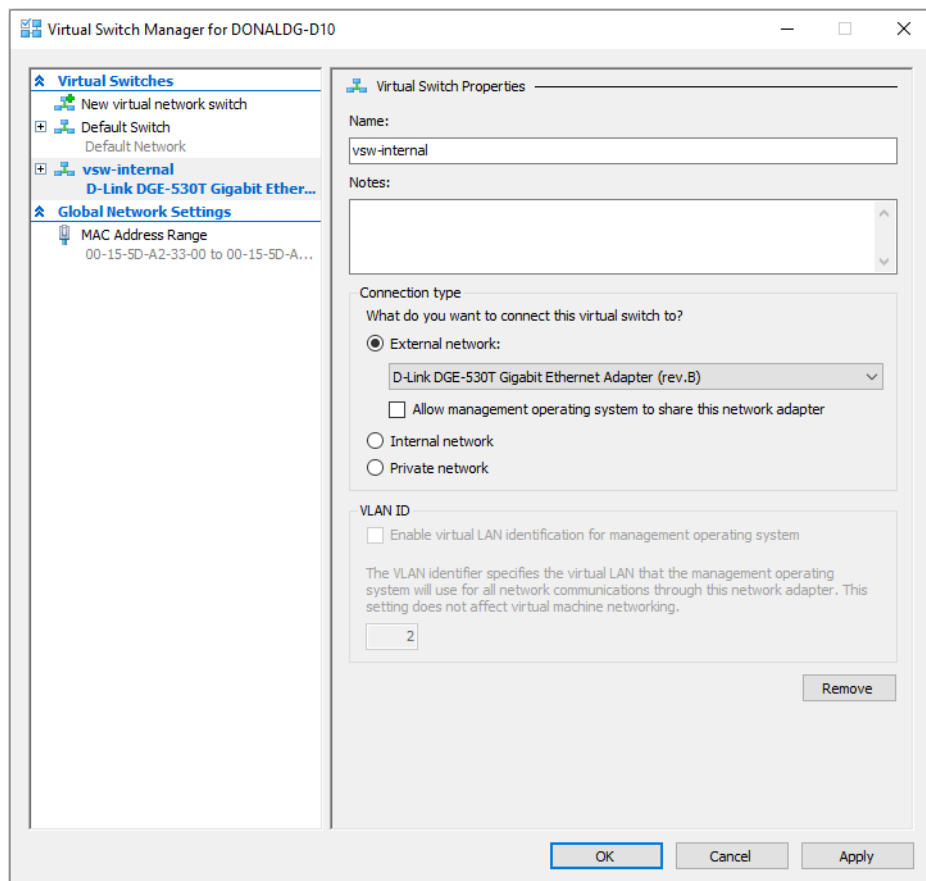 Virtual Switch Manager for DONALDG-D10
Virtual Switches
New virtual network switch
Default Switch
Default Network
vsw-internal
D-Link DGE-530T Gigabit Ether...
Global Network Settings
MAC Address Range
00-15-5D-A2-33-00 to 00-15-5D-A...
Virtual Switch Properties
Name:
vsw-internal
Notes:
Connection type
What do you want to connect this virtual switch to?
External network:
D-Link DGE-530T Gigabit Ethernet Adapter (rev.B)
Allow management operating system to share this network adapter
Internal network
Private network
VLAN ID
Enable virtual LAN identification for management operating system
The VLAN identifier specifies the virtual LAN that the management operating
system will use for all network communications through this network adapter. This
setting does not affect virtual machine networking.
2
Remove
OK
Cancel
Apply